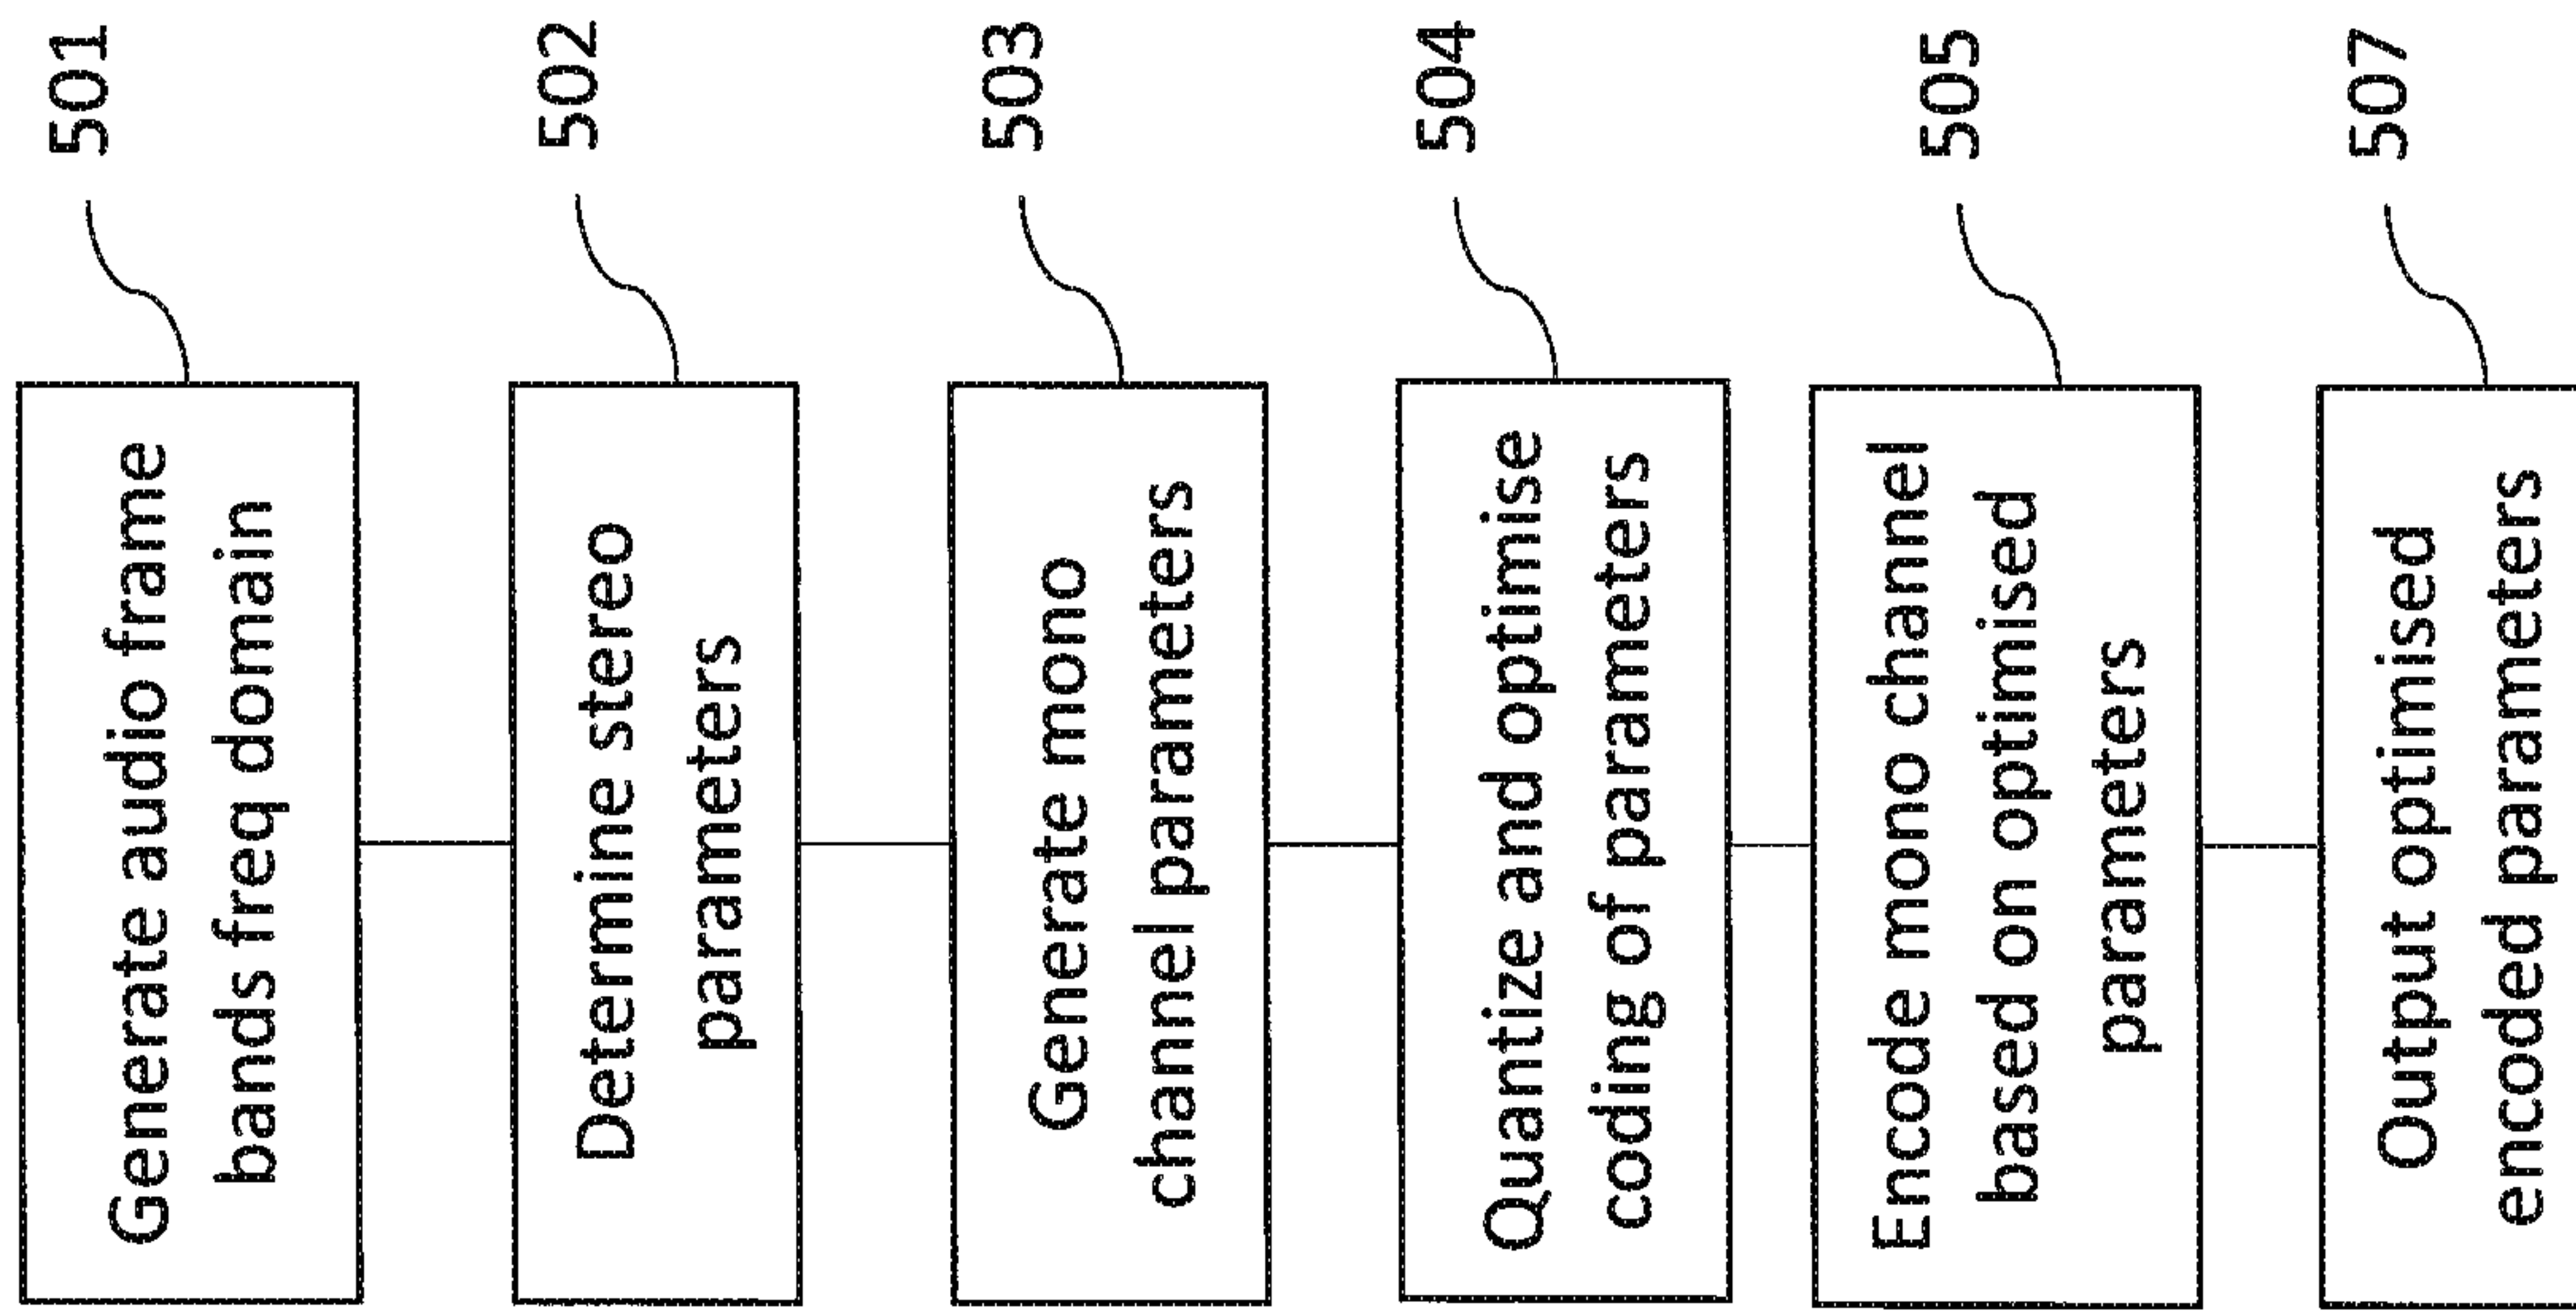 Generate audio frame
bands freq domain
501
Determine stereo
parameters
502
Generate mono
channel parameters
503
Quantize and optimise
coding of parameters
504
Encode mono channel
based on optimised
parameters
505
Output optimised
encoded parameters
507